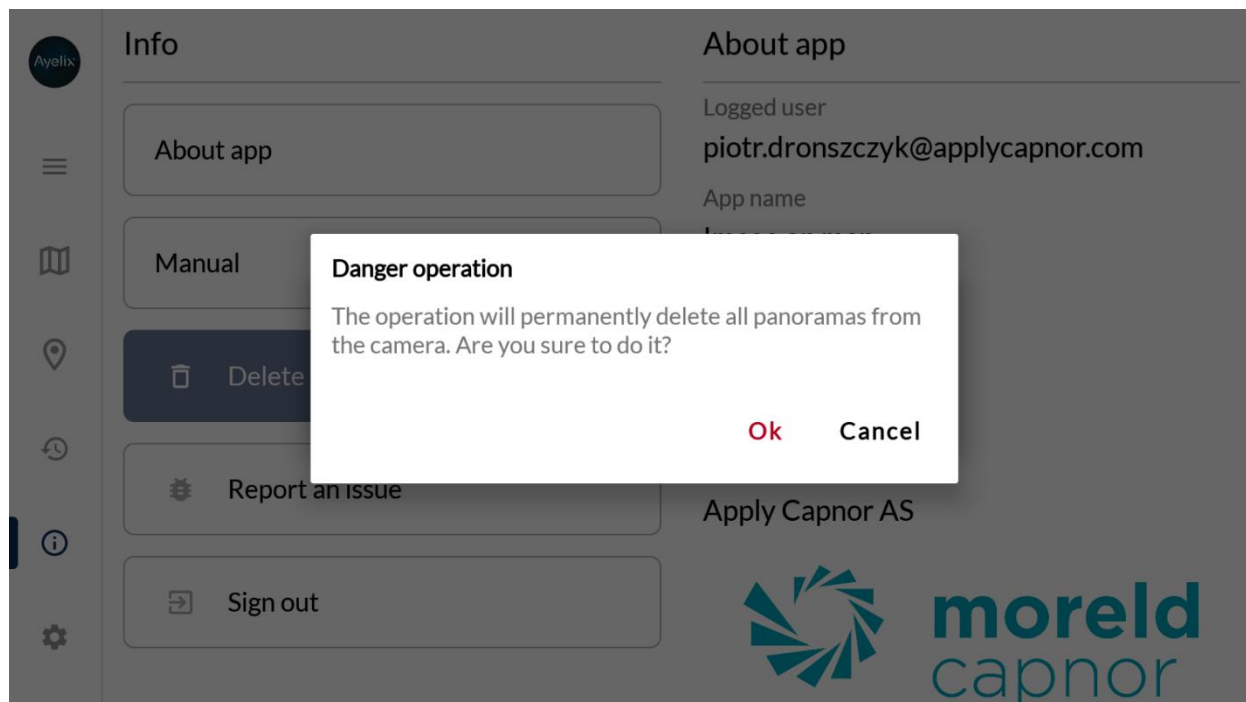 Ayelix
Info
About app
Manual
Delete
Report an issue
Sign out
About app
Logged user
piotr.dronszczyk@applycapnor.com
App name
Danger operation
The operation will permanently delete all panoramas from
the camera. Are you sure to do it?
Ok Cancel
Apply Capnor AS
moreld
capnor